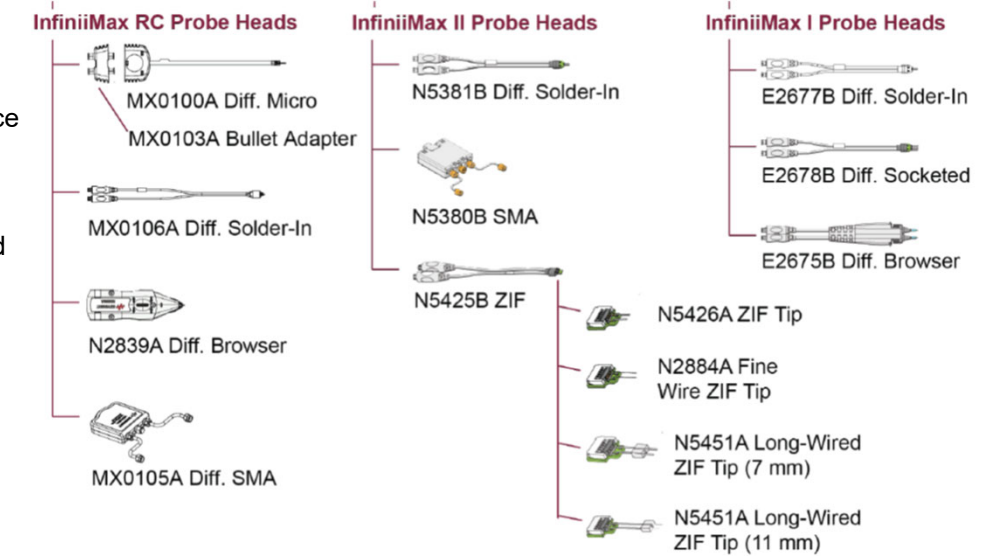 InfiniiMax RC Probe Heads
MX0100A Diff. Micro
MX0103A Bullet Adapter
MX0106A Diff. Solder-In
N2839A Diff. Browser
MX0105A Diff. SMA
InfiniiMax II Probe Heads
N5381B Diff. Solder-In
N5380B SMA
N5425B ZIF
N5426A ZIF Tip
N2884A Fine
Wire ZIF Tip
N5451A Long-Wired
ZIF Tip (7 mm)
N5451A Long-Wired
ZIF Tip (11 mm)
InfiniiMax I Probe Heads
E2677B Diff. Solder-In
E2678B Diff. Socketed
E2675B Diff. Browser